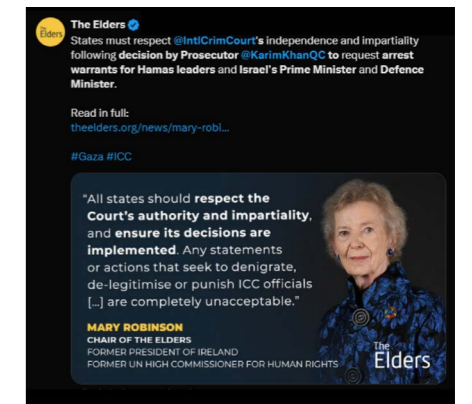 The Elders
Elders
States must respect @IntlCrimCourt's independence and impartiality
following decision by Prosecutor @KarimKhanQC to request arrest
warrants for Hamas leaders and Israel's Prime Minister and Defence
Minister.
Read in full:
theelders.org/news/mary-robi...
#Gaza #ICC
"All states should respect the
Court's authority and impartiality,
and ensure its decisions are
implemented. Any statements
or actions that seek to denigrate,
de-legitimise or punish ICC officials
[...] are completely unacceptable."
MARY ROBINSON
CHAIR OF THE ELDERS
FORMER PRESIDENT OF IRELAND
FORMER UN HIGH COMMISSIONER FOR HUMAN RIGHTS
The
Elders